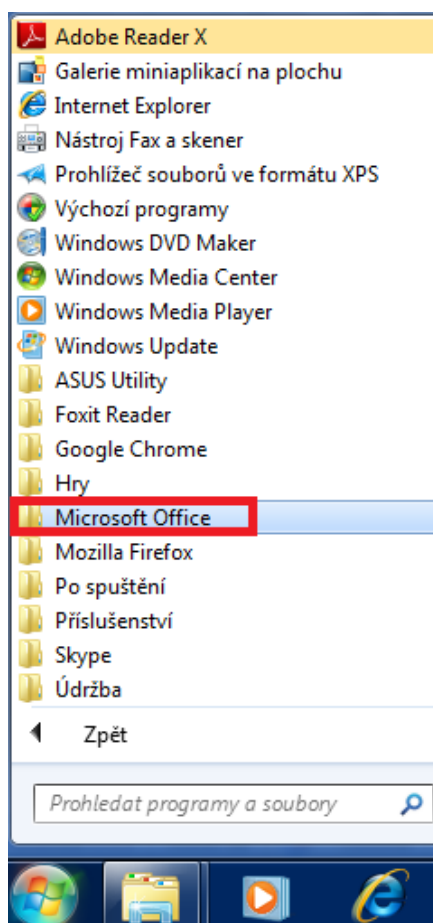 Adobe Reader X
Galerie miniaplikací na plochu
Internet Explorer
Nástroj Fax a skener
Prohlížeč souborů ve formátu XPS
Výchozí programy
Windows DVD Maker
Windows Media Center
Windows Media Player
Windows Update
ASUS Utility
Foxit Reader
Google Chrome
Hry
Microsoft Office
Mozilla Firefox
Po spuštění
Příslušenství
Skype
Údržba
Zpět
Prohledat programy a soubory